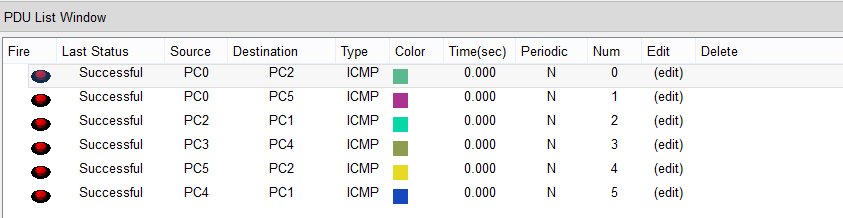 PDU List Window
Fire Last Status Source Destination Type Color Time(sec) Periodic Num Edit Delete
Successful PC0 PC2 ICMP 0.000 N 0 (edit)
Successful PC0 PC5 ICMP 0.000 N 1 (edit)
Successful PC2 PC1 ICMP 0.000 N 2 (edit)
Successful PC3 PC4 ICMP 0.000 N 3 (edit)
Successful PC5 PC2 ICMP 0.000 N 4 (edit)
Successful PC4 PC1 ICMP 0.000 N 5 (edit)